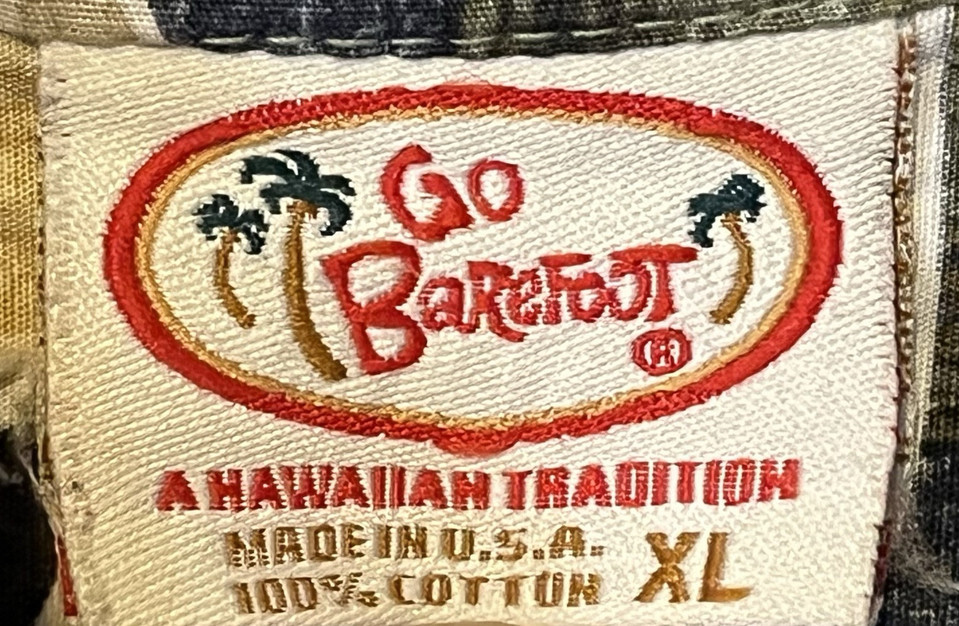 Go
BaReFooT
®
A HAWAIIAN TRADITION
MADE IN U.S.A.
100% COTTON XL